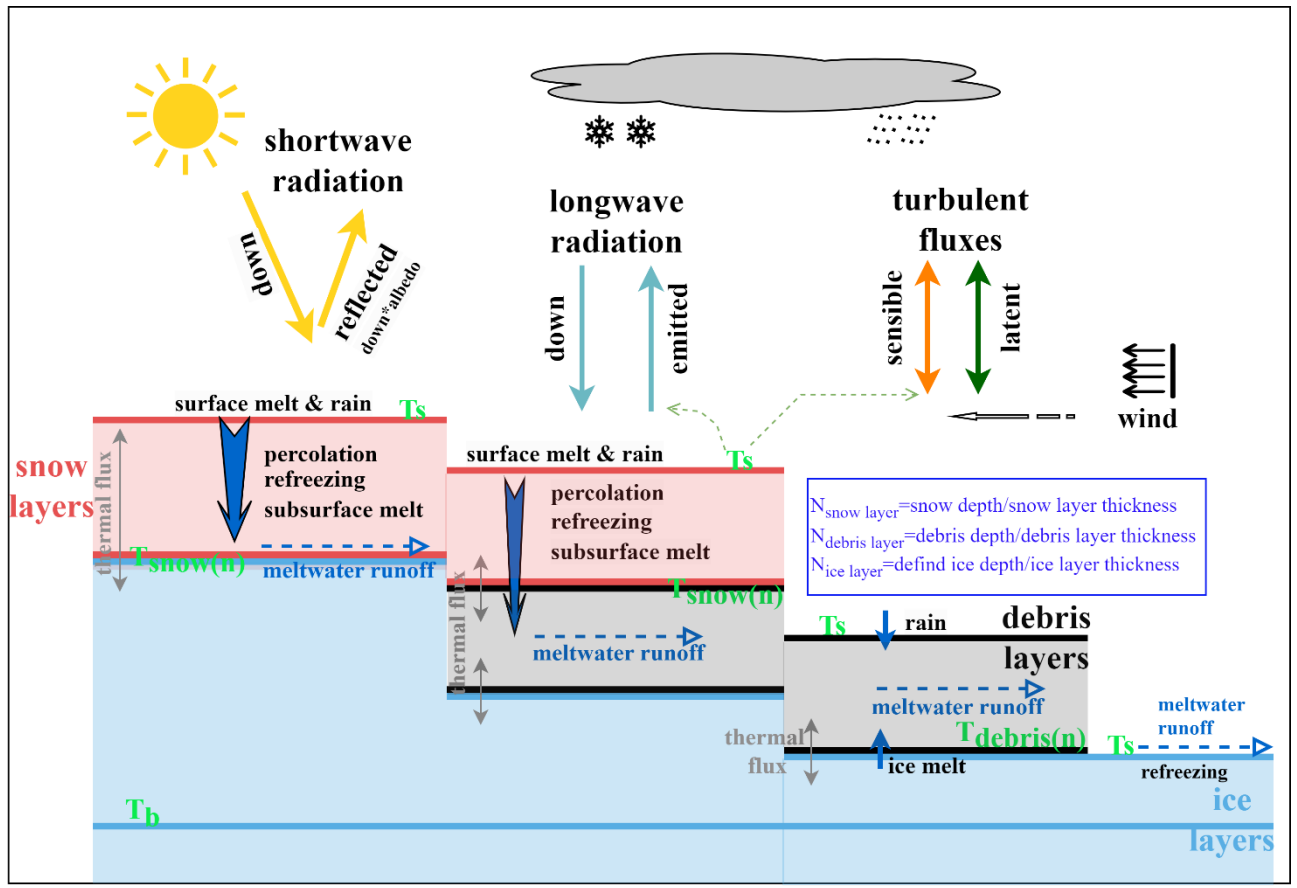 shortwave
radiation
down
reflected
down*albedo
longwave
radiation
down
emitted
turbulent
fluxes
sensible
latent
wind
snow
layers
thermal flux
surface melt & rain
Ts
percolation
refreezing
subsurface melt
Tsnow(n)
meltwater runoff
surface melt & rain
Ts
percolation
refreezing
subsurface melt
Tsnow(n)
thermal flux
meltwater runoff
Nsnow layer=snow depth/snow layer thickness
Ndebris layer=debris depth/debris layer thickness
Nice layer=defind ice depth/ice layer thickness
Ts
rain
debris
layers
meltwater runoff
Tdebris(n)
thermal
flux
ice melt
Ts
meltwater
runoff
refreezing
Tb
ice
layers